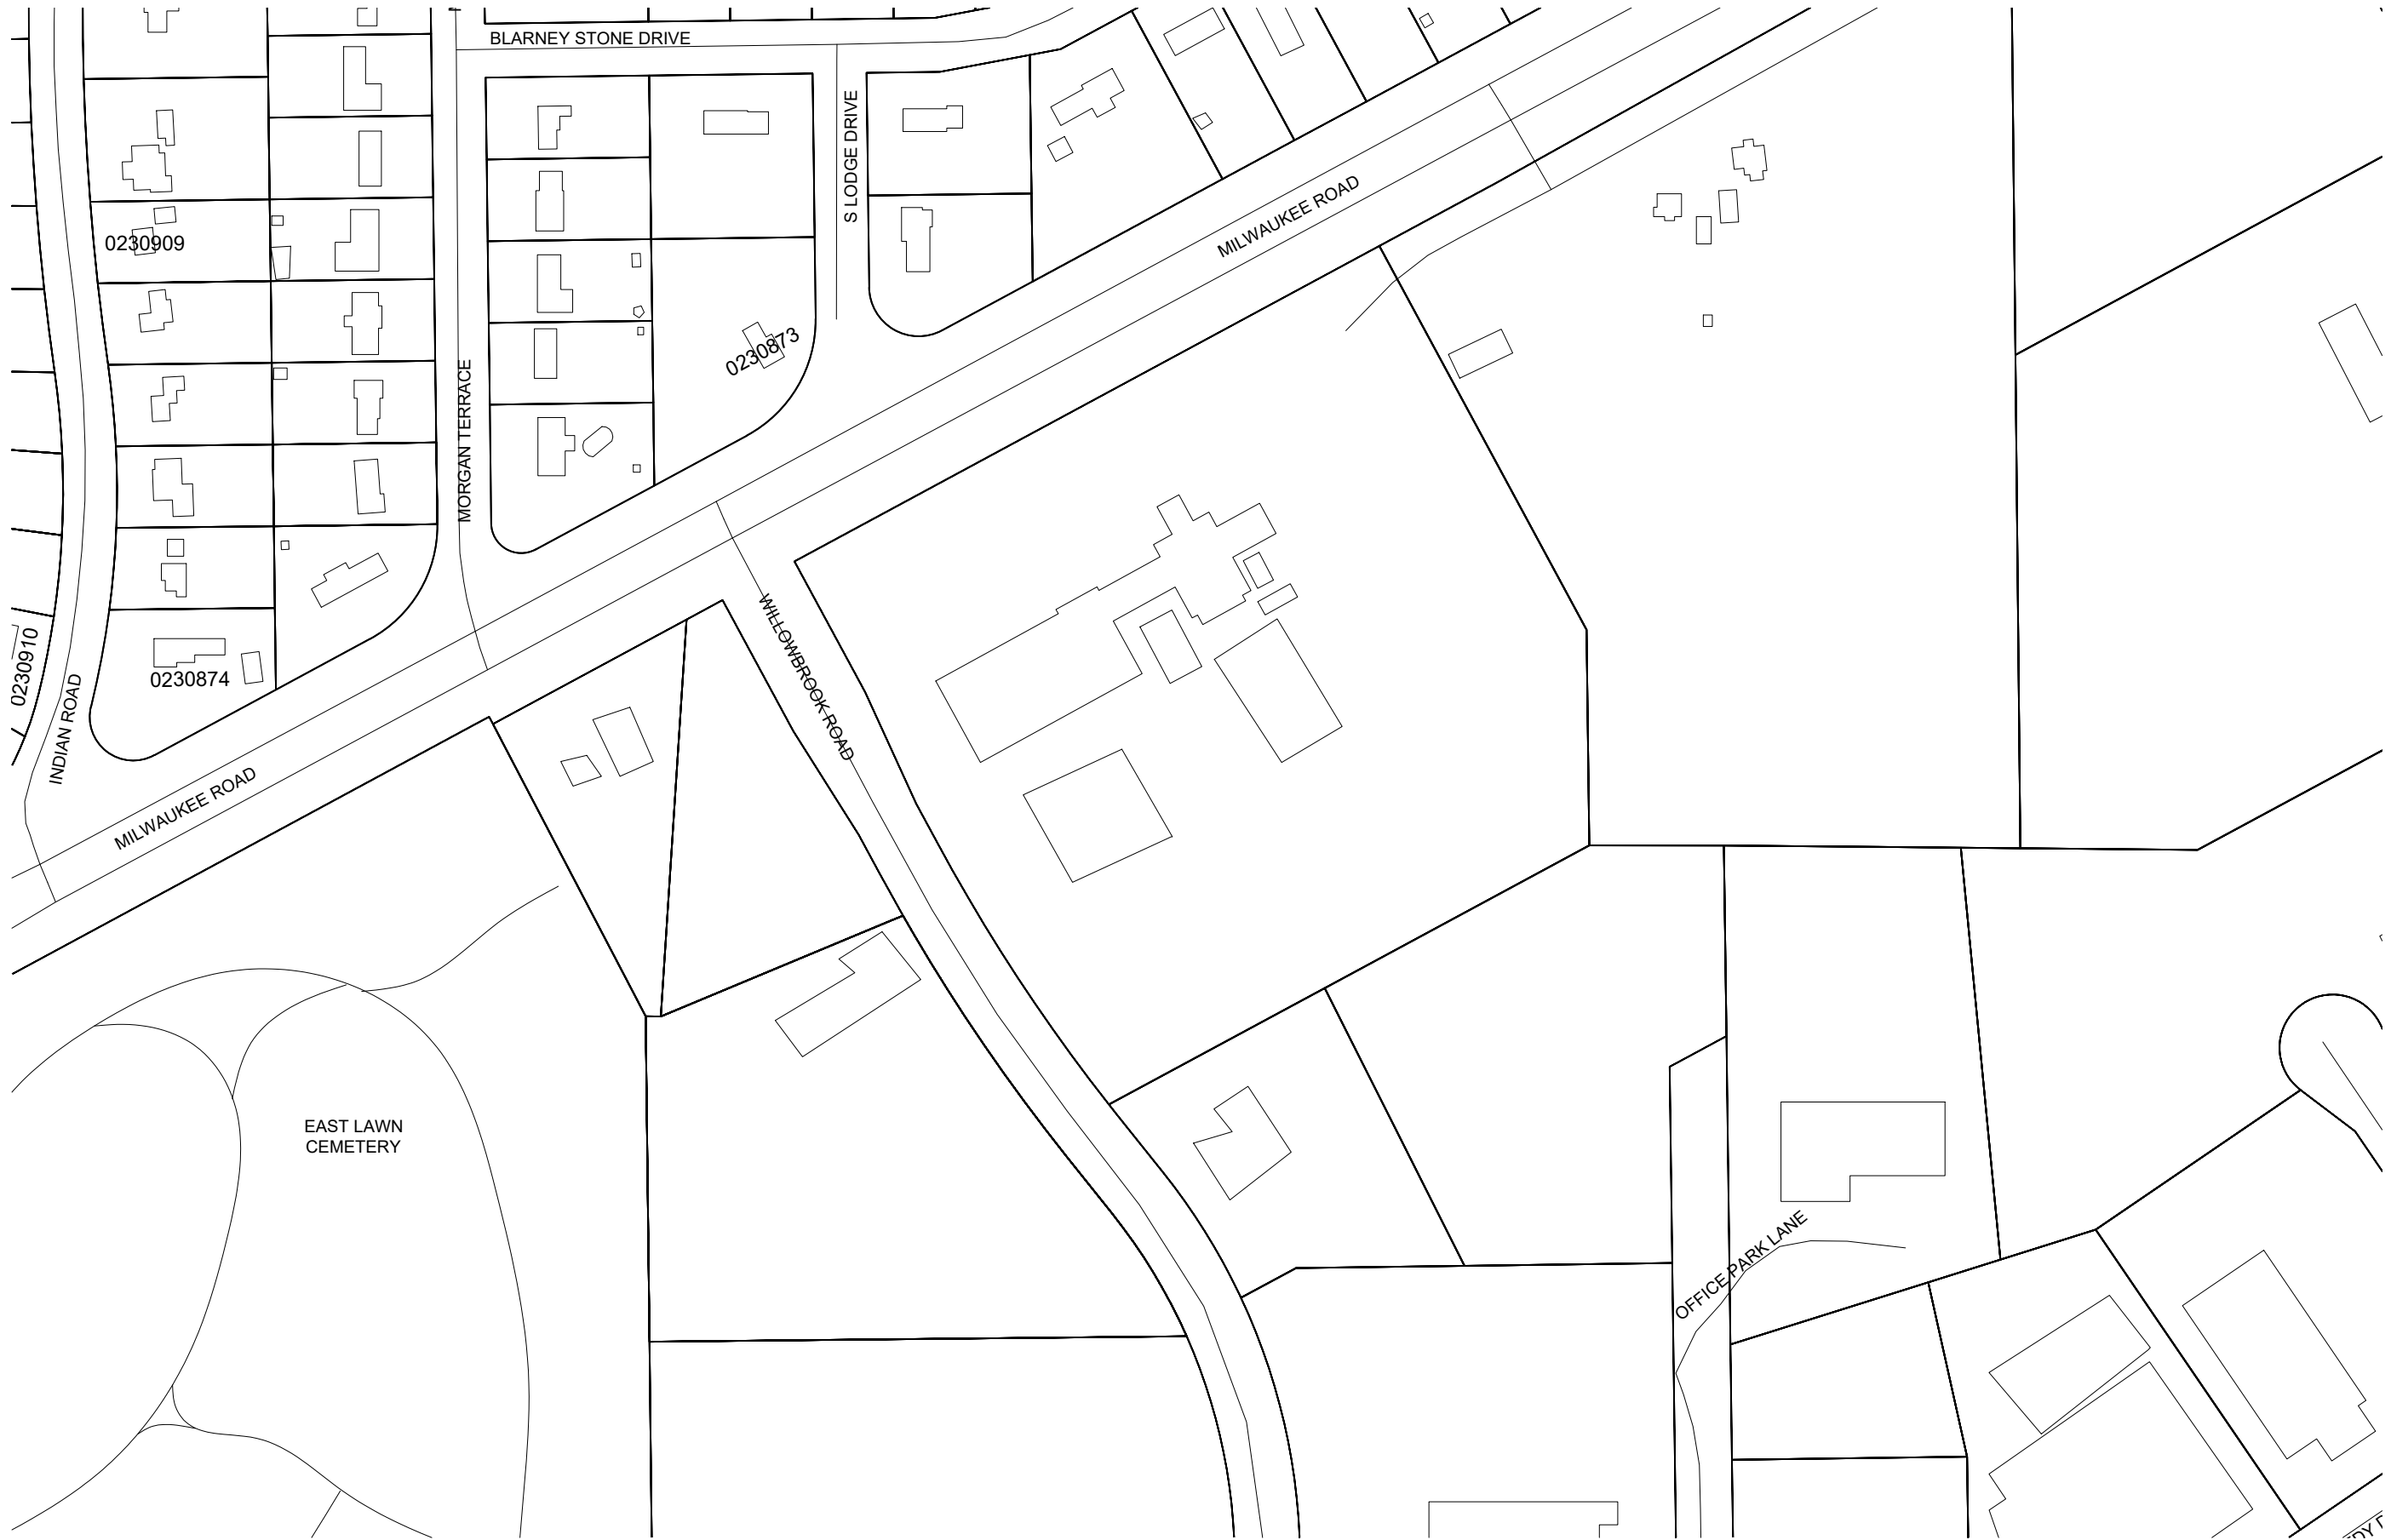 BLARNEY STONE DRIVE
S LODGE DRIVE
MILWAUKEE ROAD
0230909
0230873
MORGAN TERRACE
0230910
0230874
INDIAN ROAD
WILLOWBROOK ROAD
MILWAUKEE ROAD
EAST LAWN
CEMETERY
OFFICE PARK LANE